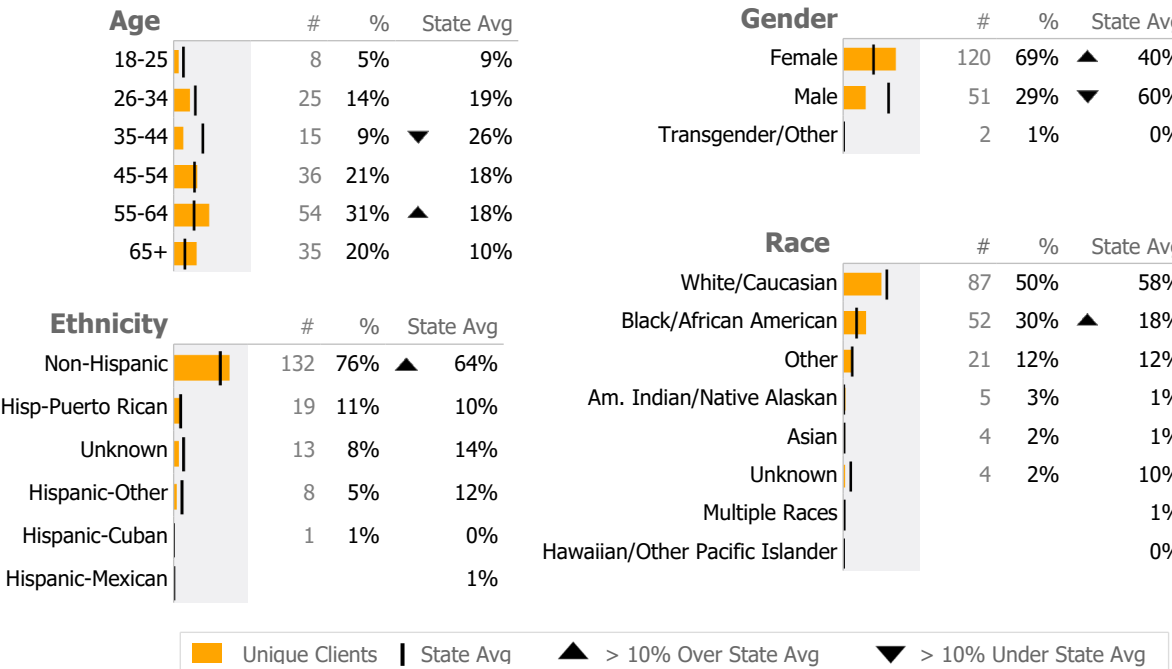 Age # % State Avg
18-25 8 5% 9%
26-34 25 14% 19%
35-44 15 9% ▼ 26%
45-54 36 21% 18%
55-64 54 31% ▲ 18%
65+ 35 20% 10%
Ethnicity # % State Avg
Non-Hispanic 132 76% ▲ 64%
Hisp-Puerto Rican 19 11% 10%
Unknown 13 8% 14%
Hispanic-Other 8 5% 12%
Hispanic-Cuban 1 1% 0%
Hispanic-Mexican 1%
Gender # % State Avg
Female 120 69% ▲ 40%
Male 51 29% ▼ 60%
Transgender/Other 2 1% 0%
Race # % State Avg
White/Caucasian 87 50% 58%
Black/African American 52 30% ▲ 18%
Other 21 12% 12%
Am. Indian/Native Alaskan 5 3% 1%
Asian 4 2% 1%
Unknown 4 2% 10%
Multiple Races 1%
Hawaiian/Other Pacific Islander 0%
Unique Clients State Avg ▲ > 10% Over State Avg ▼ > 10% Under State Avg